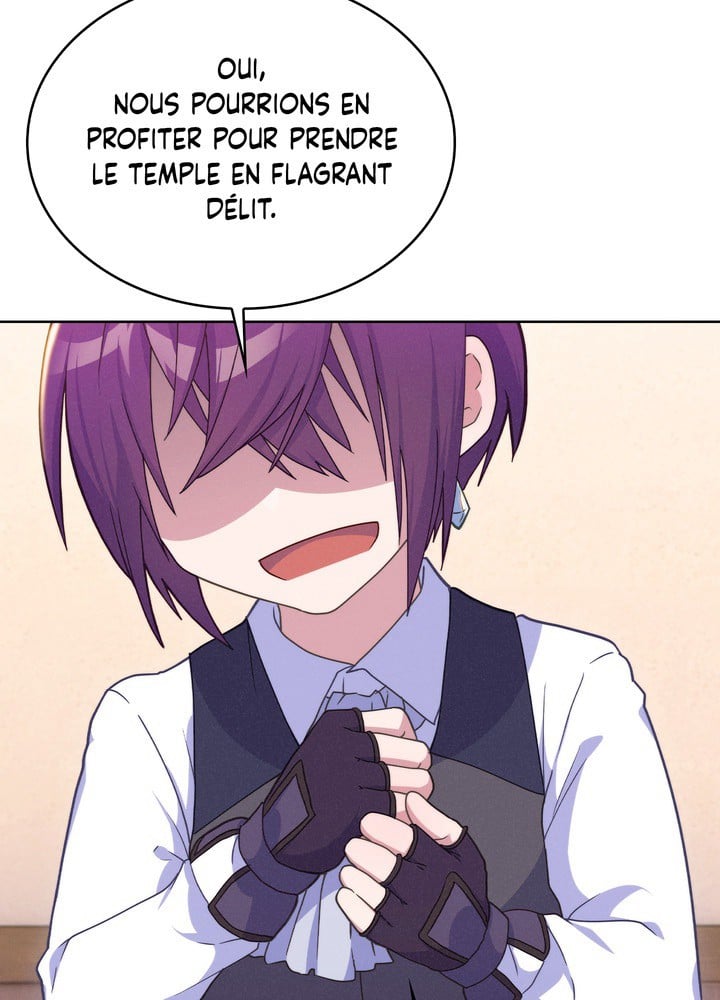 OUI,
NOUS POURRIONS EN
PROFITER POUR PRENDRE
LE TEMPLE EN FLAGRANT
DÉLIT.